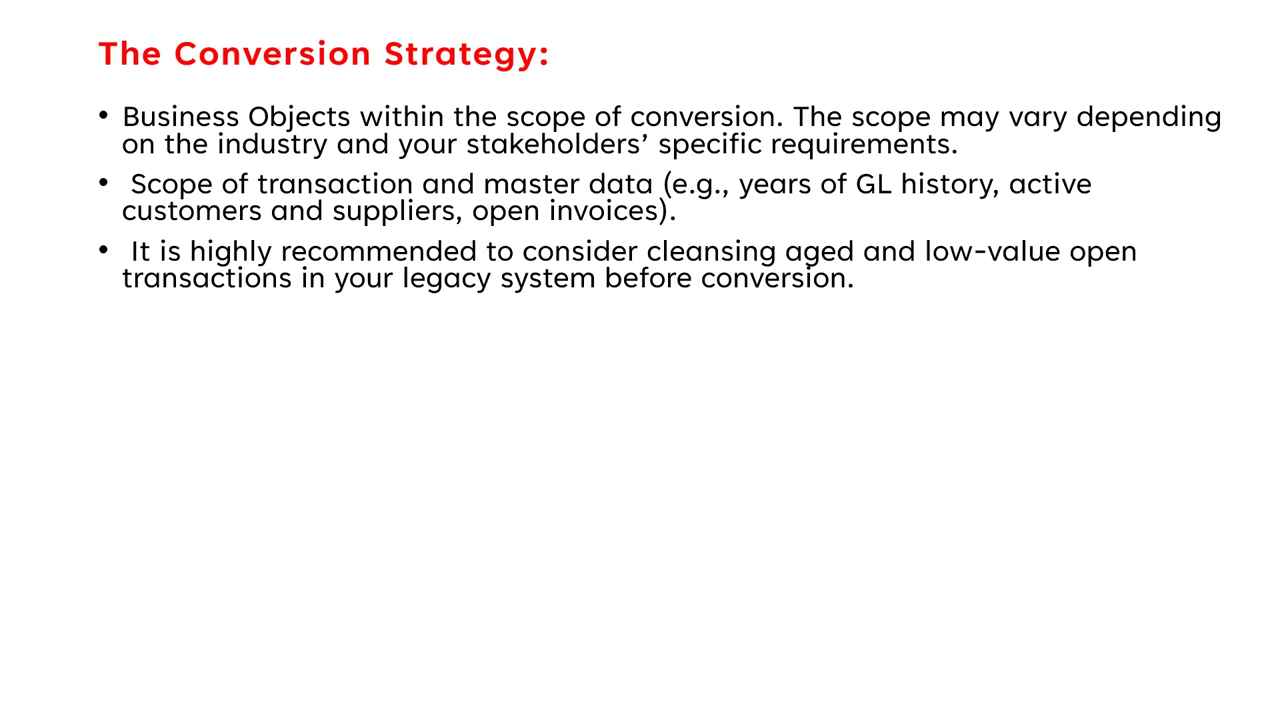 The Conversion Strategy:
• Business Objects within the scope of conversion. The scope may vary depending
on the industry and your stakeholders’ specific requirements.
• Scope of transaction and master data (e.g., years of GL history, active
customers and suppliers, open invoices).
• It is highly recommended to consider cleansing aged and low-value open
transactions in your legacy system before conversion.